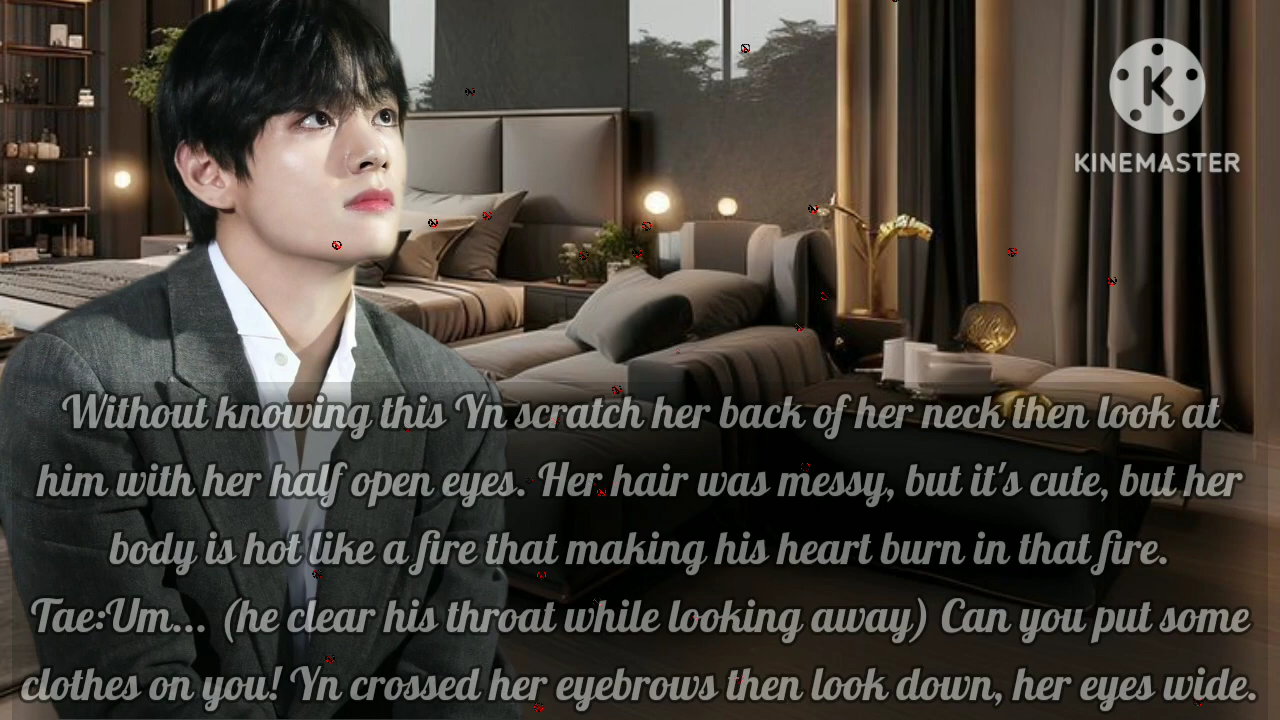 K
KINEMASTER
Without knowing this Yn scratch her back of her neck then look at
him with her half open eyes. Her hair was messy, but it's cute, but her
body is hot like a fire that making his heart burn in that fire.
Tae:Um... (he clear his throat while looking away) Can you put some
clothes on you! Yn crossed her eyebrows then look down, her eyes wide.